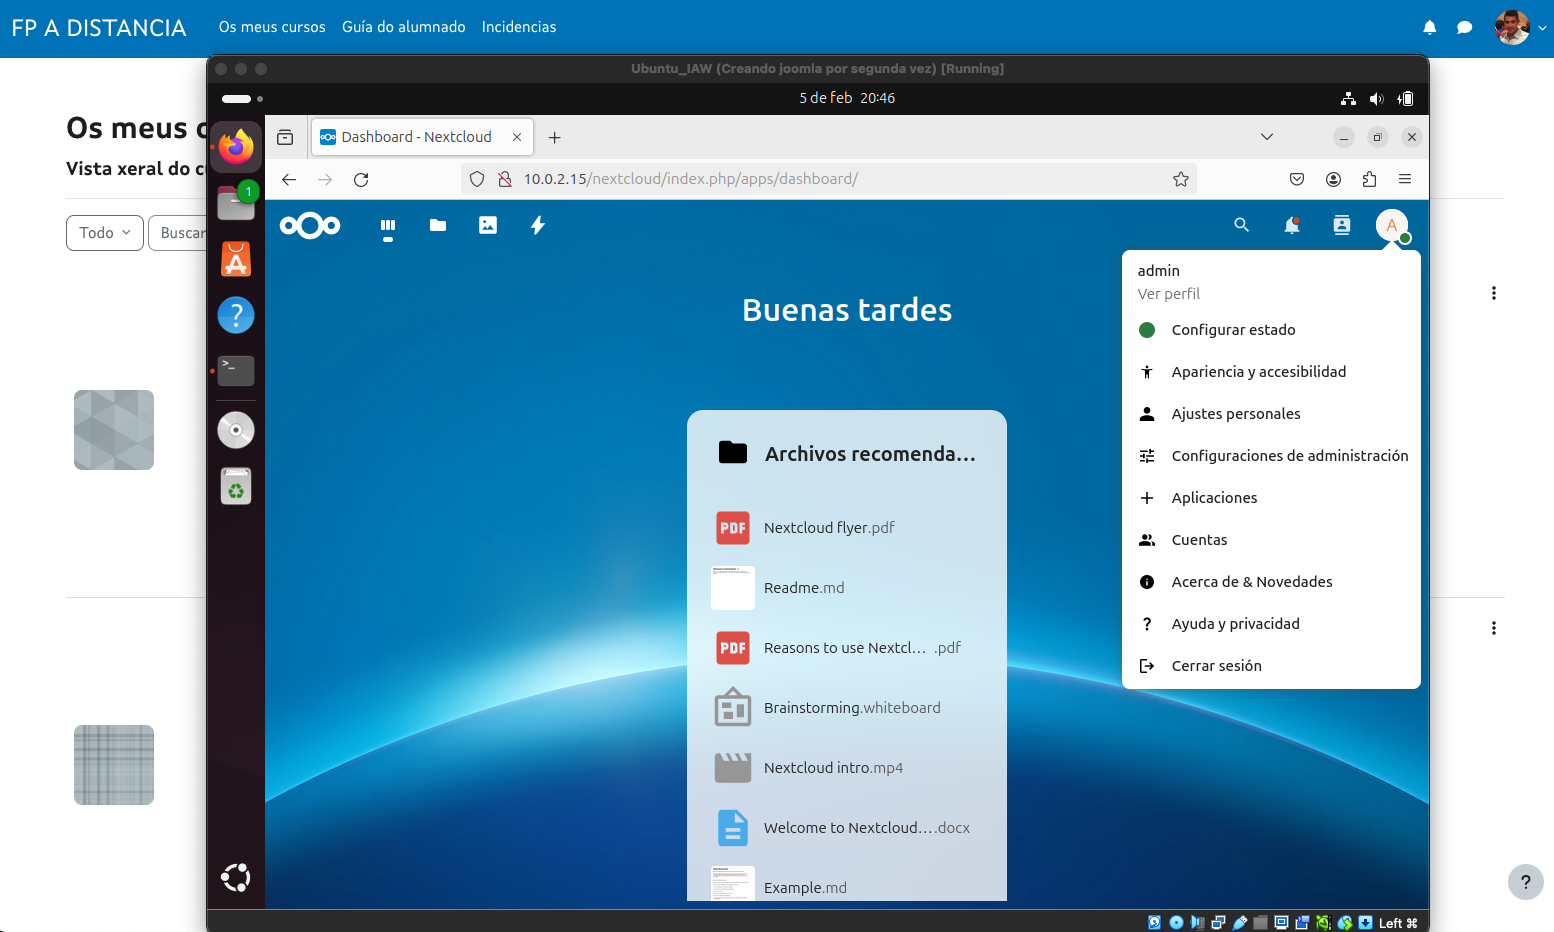 FP A DISTANCIA
Os meus cursos
Guía do alumnado
Incidencias
Os meus c
Vista xeral do c
Todo
Buscar
Ubuntu_IAW (Creando joomla por segunda vez) [Running]
5 de feb 20:46
1
Dashboard - Nextcloud
10.0.2.15/nextcloud/index.php/apps/dashboard/
A
Buenas tardes
admin
Ver perfil
Configurar estado
Apariencia y accesibilidad
Ajustes personales
Configuraciones de administración
Aplicaciones
Cuentas
Acerca de & Novedades
Ayuda y privacidad
Cerrar sesión
Archivos recomenda...
PDF Nextcloud flyer.pdf
Readme.md
PDF Reasons to use Nextcl... .pdf
Brainstorming.whiteboard
Nextcloud intro.mp4
Welcome to Nextcloud....docx
Example.md
?
Left ⌘